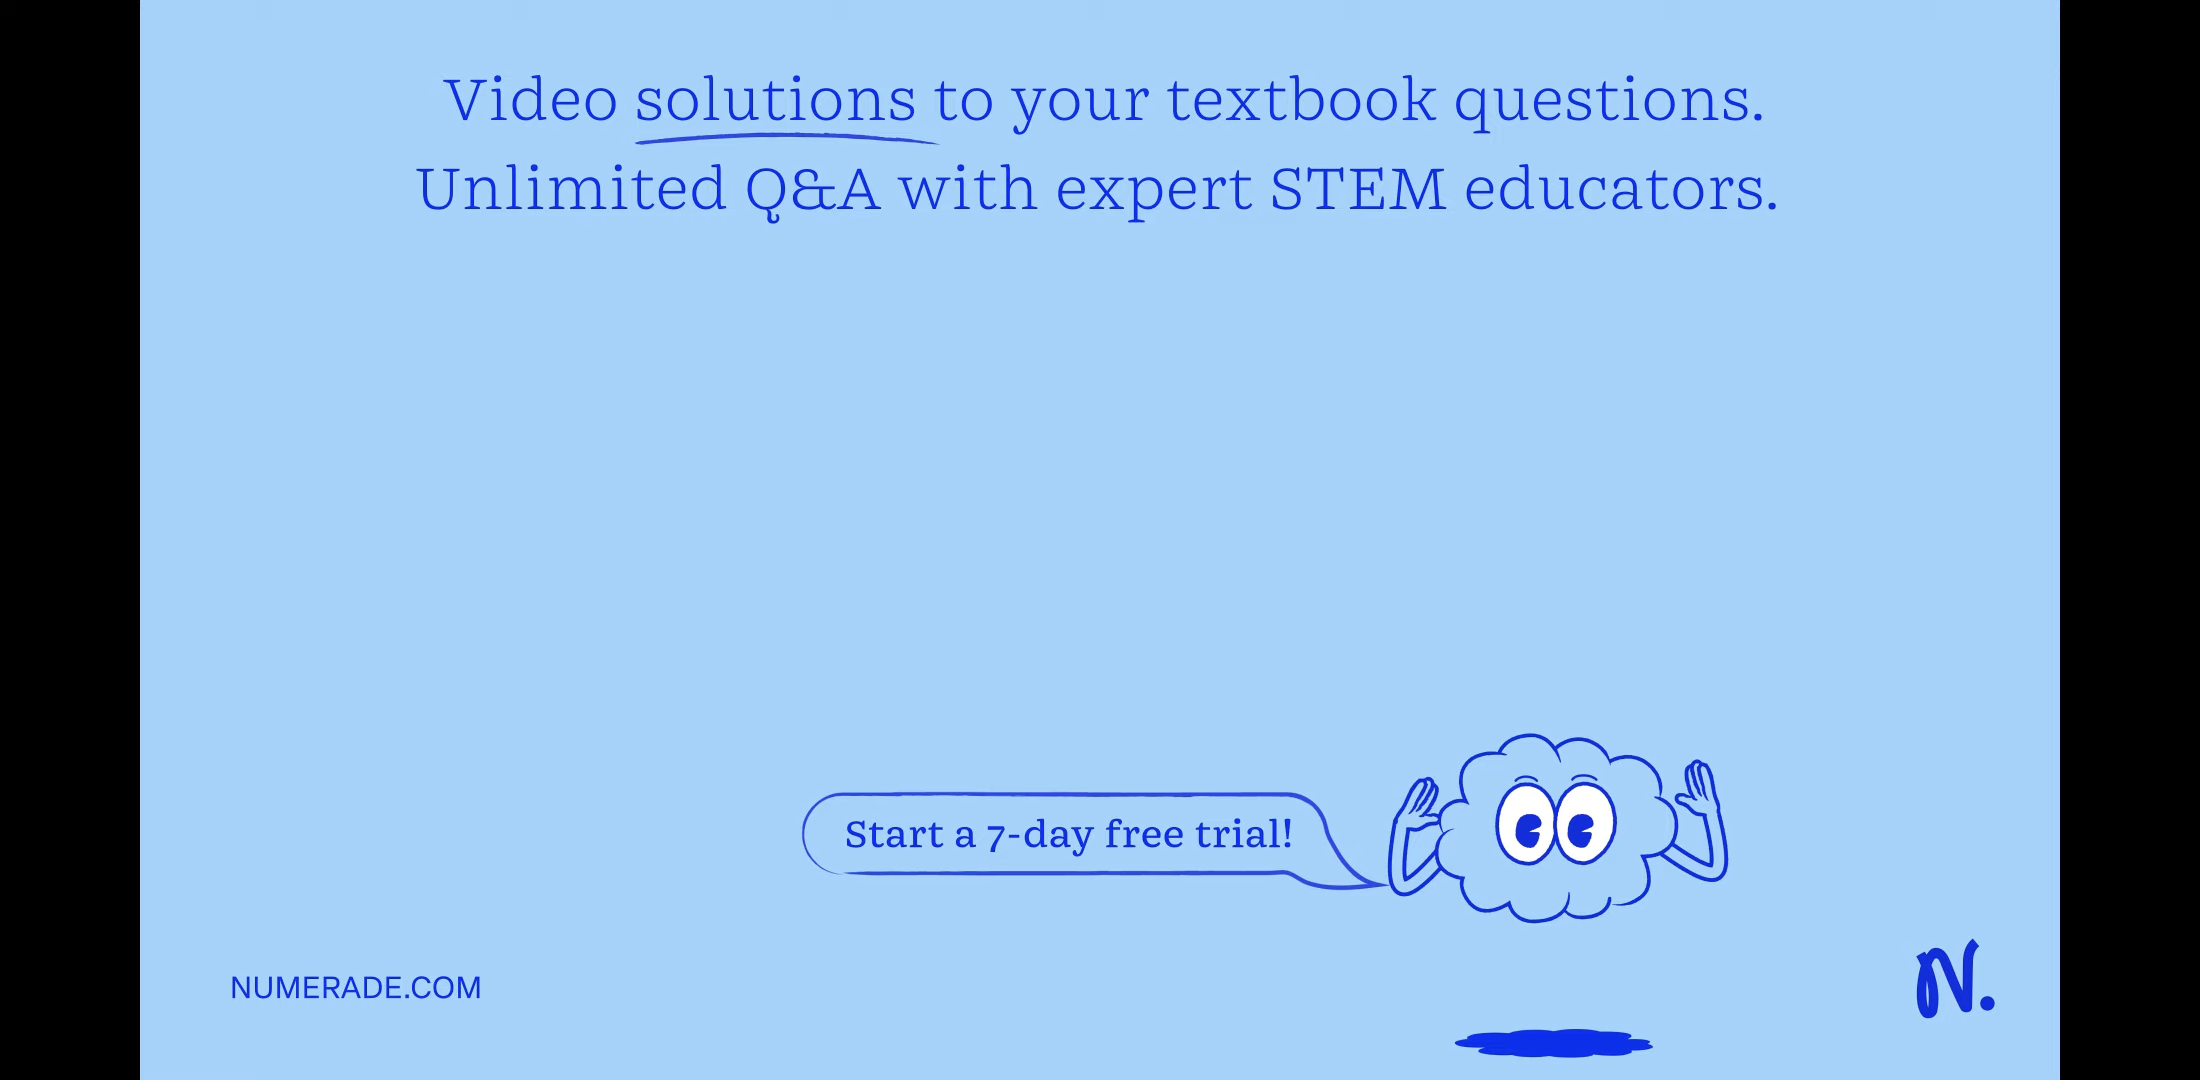 Video solutions to your textbook questions.
Unlimited Q&A with expert STEM educators.
Start a 7-day free trial!
NUMERADE.COM
N.